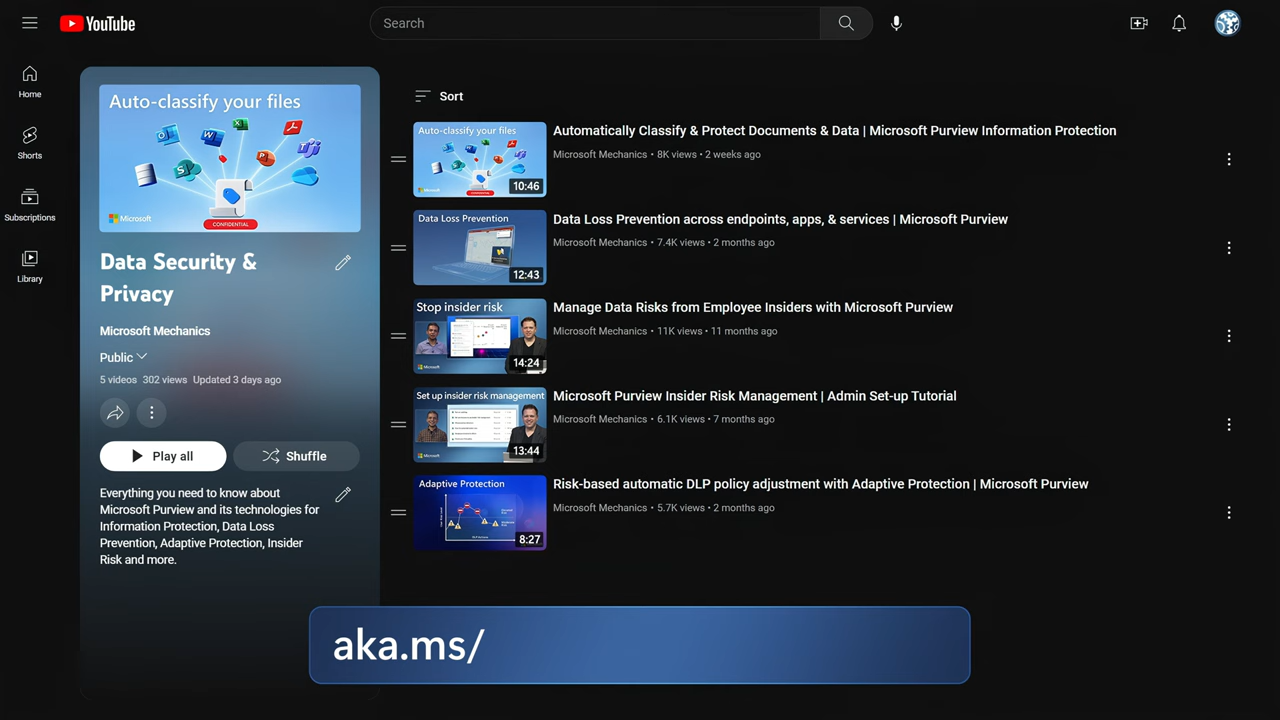 YouTube
Search
Home
Shorts
Subscriptions
Library
Auto-classify your files
Microsoft
CONFIDENTIAL
Data Security &
Privacy
Microsoft Mechanics
Public
5 videos 302 views Updated 3 days ago
Play all
Shuffle
Everything you need to know about
Microsoft Purview and its technologies for
Information Protection, Data Loss
Prevention, Adaptive Protection, Insider
Risk and more.
Sort
Auto-classify your files
10:46
Automatically Classify & Protect Documents & Data | Microsoft Purview Information Protection
Microsoft Mechanics • 8K views • 2 weeks ago
Data Loss Prevention
12:43
Data Loss Prevention across endpoints, apps, & services | Microsoft Purview
Microsoft Mechanics • 7.4K views • 2 months ago
Stop insider risk
14:24
Manage Data Risks from Employee Insiders with Microsoft Purview
Microsoft Mechanics • 11K views • 11 months ago
Set up insider risk management
13:44
Microsoft Purview Insider Risk Management | Admin Set-up Tutorial
Microsoft Mechanics • 6.1K views • 7 months ago
Adaptive Protection
8:27
Risk-based automatic DLP policy adjustment with Adaptive Protection | Microsoft Purview
Microsoft Mechanics • 5.7K views • 2 months ago
aka.ms/